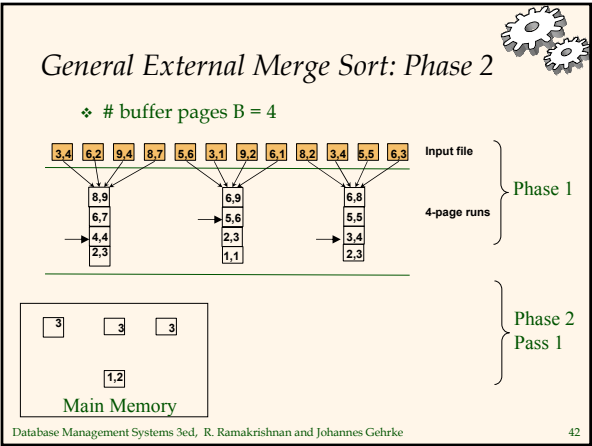 General External Merge Sort: Phase 2
# buffer pages B = 4
3,4 6,2 9,4 8,7 5,6 3,1 9,2 6,1 8,2 3,4 5,5 6,3 Input file
Phase 1
8,9 6,9 6,8
6,7 5,6 5,5 4-page runs
4,4 2,3 3,4
2,3 1,1 2,3
Phase 2
Pass 1
3 3 3
1,2
Main Memory
Database Management Systems 3ed, R. Ramakrishnan and Johannes Gehrke 42